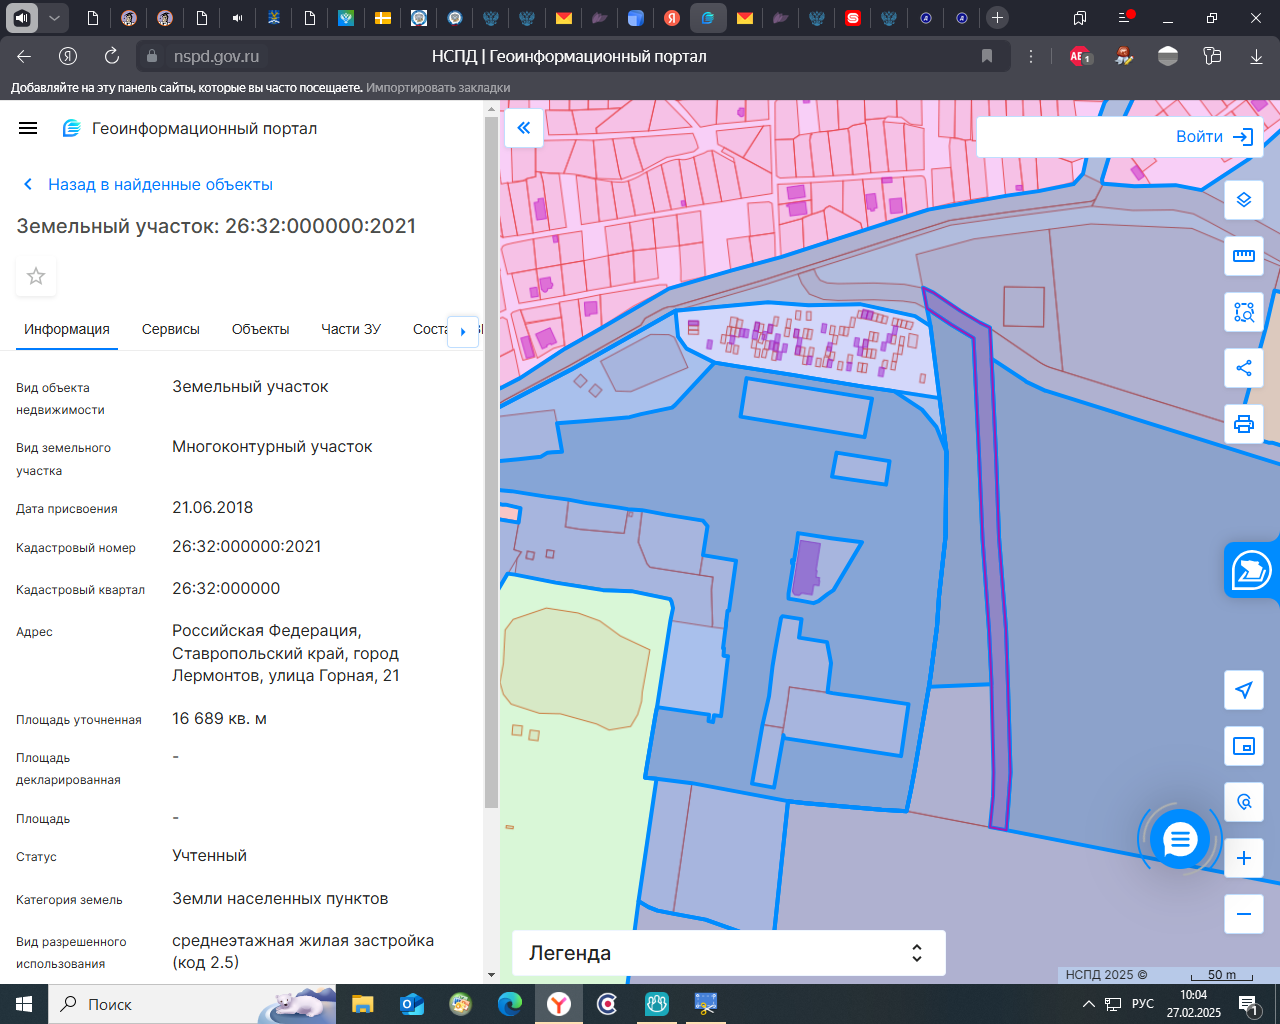 nspd.gov.ru
НСПД | Геоинформационный портал
1
Добавляйте на эту панель сайты, которые вы часто посещаете. Импортировать закладки
Геоинформационный портал
Войти
Назад в найденные объекты
Земельный участок: 26:32:000000:2021
Информация Сервисы Объекты Части ЗУ Соста
Вид объекта недвижимости
Земельный участок
Вид земельного участка
Многоконтурный участок
Дата присвоения
21.06.2018
Кадастровый номер
26:32:000000:2021
Кадастровый квартал
26:32:000000
Адрес
Российская Федерация,
Ставропольский край, город
Лермонтов, улица Горная, 21
Площадь уточненная
16 689 кв. м
Площадь декларированная
-
Площадь
-
Статус
Учтенный
Категория земель
Земли населенных пунктов
Вид разрешенного использования
среднеэтажная жилая застройка
(код 2.5)
Легенда
НСПД 2025 ©
50 m
Поиск
РУС
10:04
27.02.2025
1